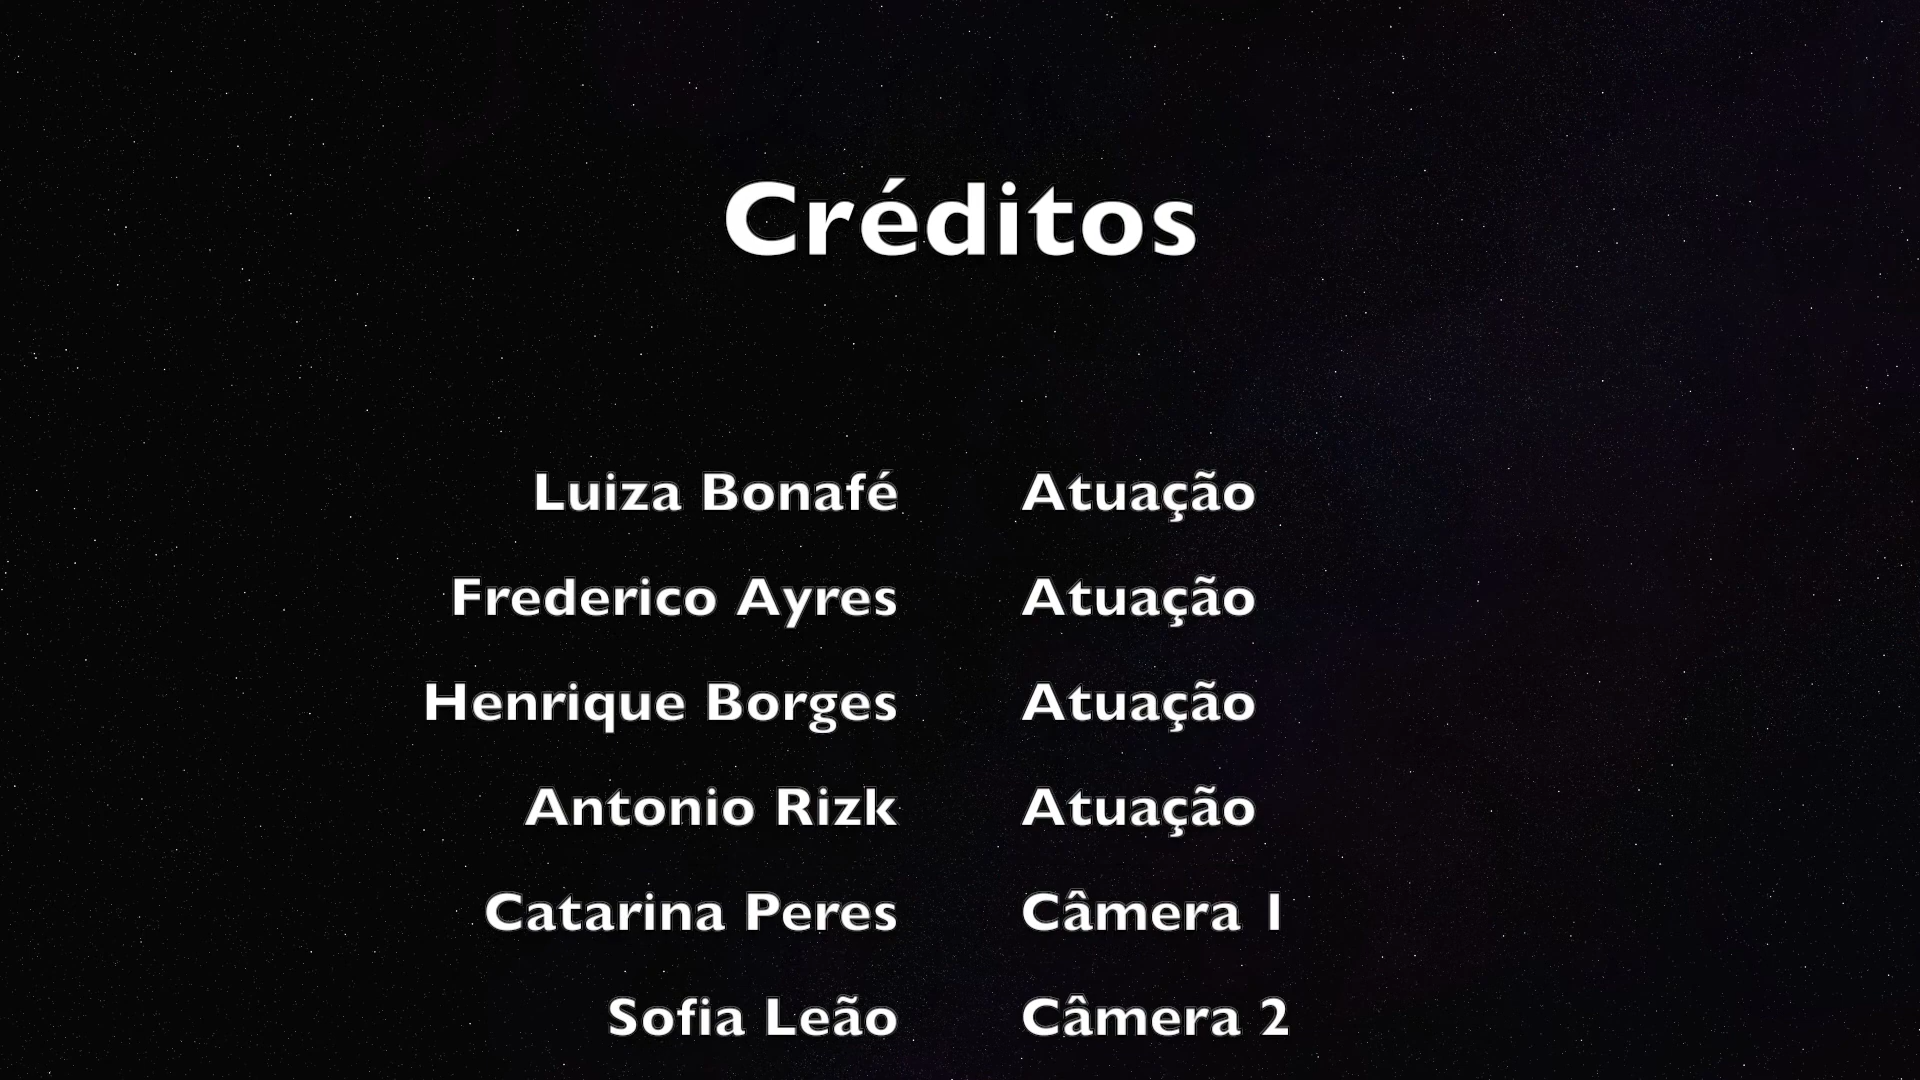 Créditos
Luiza Bonafé Atuação
Frederico Ayres Atuação
Henrique Borges Atuação
Antonio Rizk Atuação
Catarina Peres Câmera 1
Sofia Leão Câmera 2